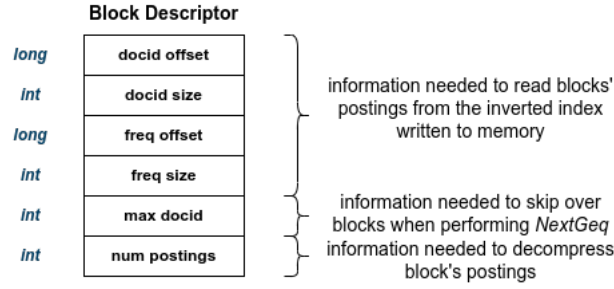 Block Descriptor
long docid offset
int docid size
long freq offset
int freq size
int max docid
int num postings
information needed to read blocks'
postings from the inverted index
written to memory
information needed to skip over
blocks when performing NextGeq
information needed to decompress
block's postings